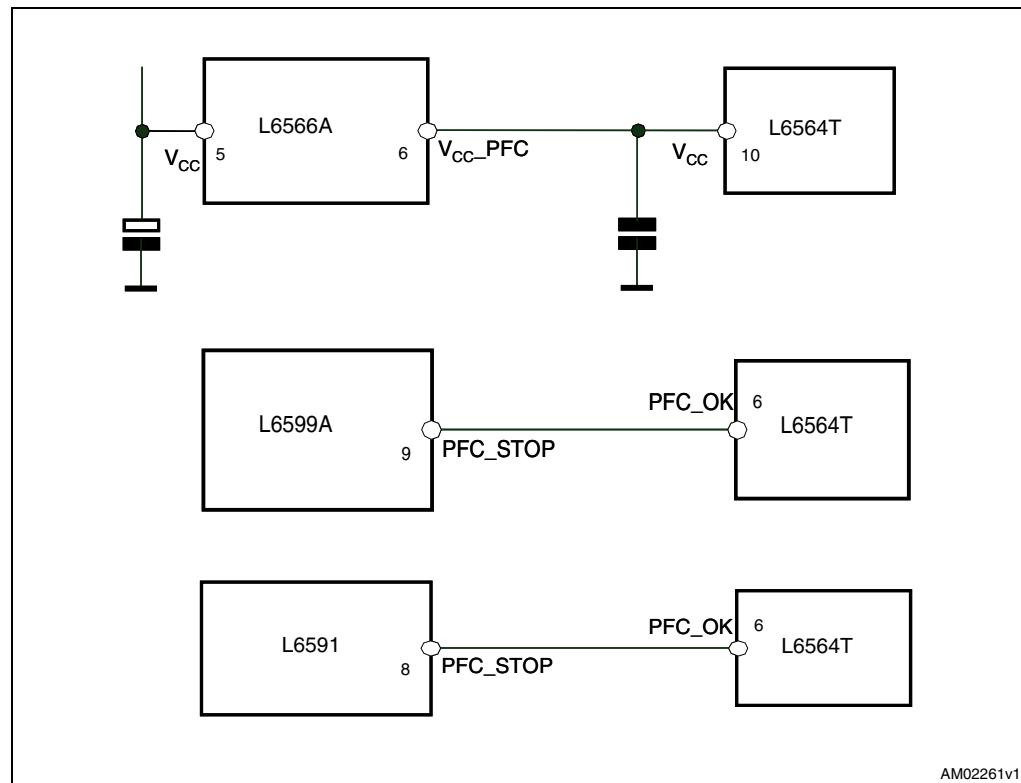 L6566A
L6564T
V_CC 5
6 V_CC_PFC
V_CC 10
PFC_OK 6
L6599A
L6564T
9 PFC_STOP
PFC_OK 6
L6591
L6564T
8 PFC_STOP
AM02261v1